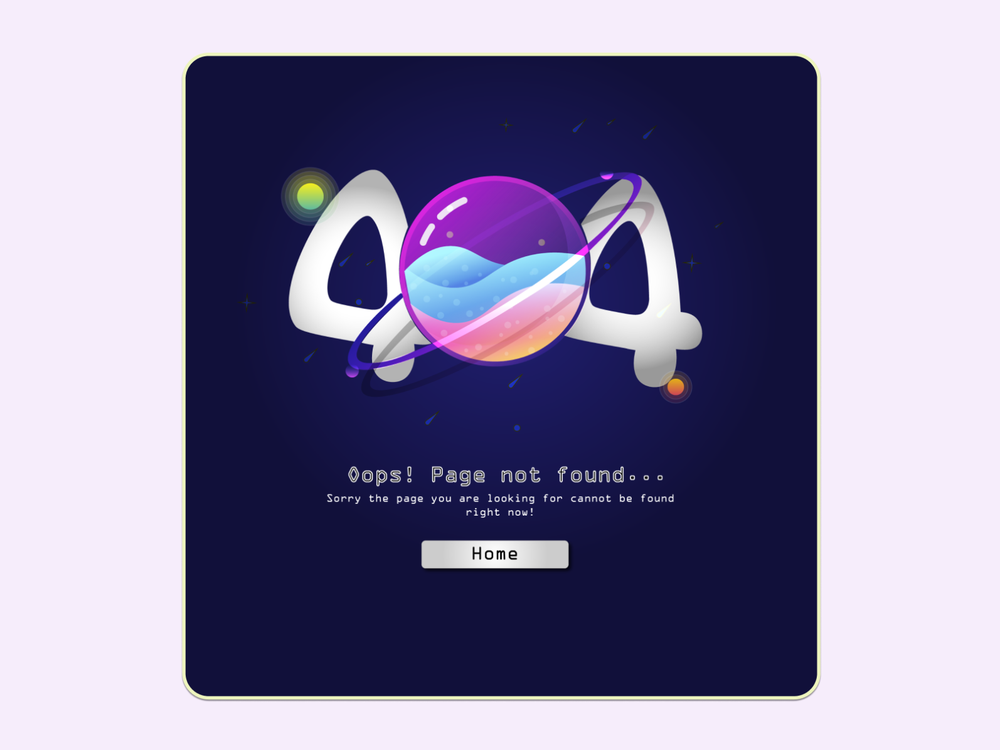 404
Oops! Page not found...
Sorry the page you are looking for cannot be found
right now!
Home